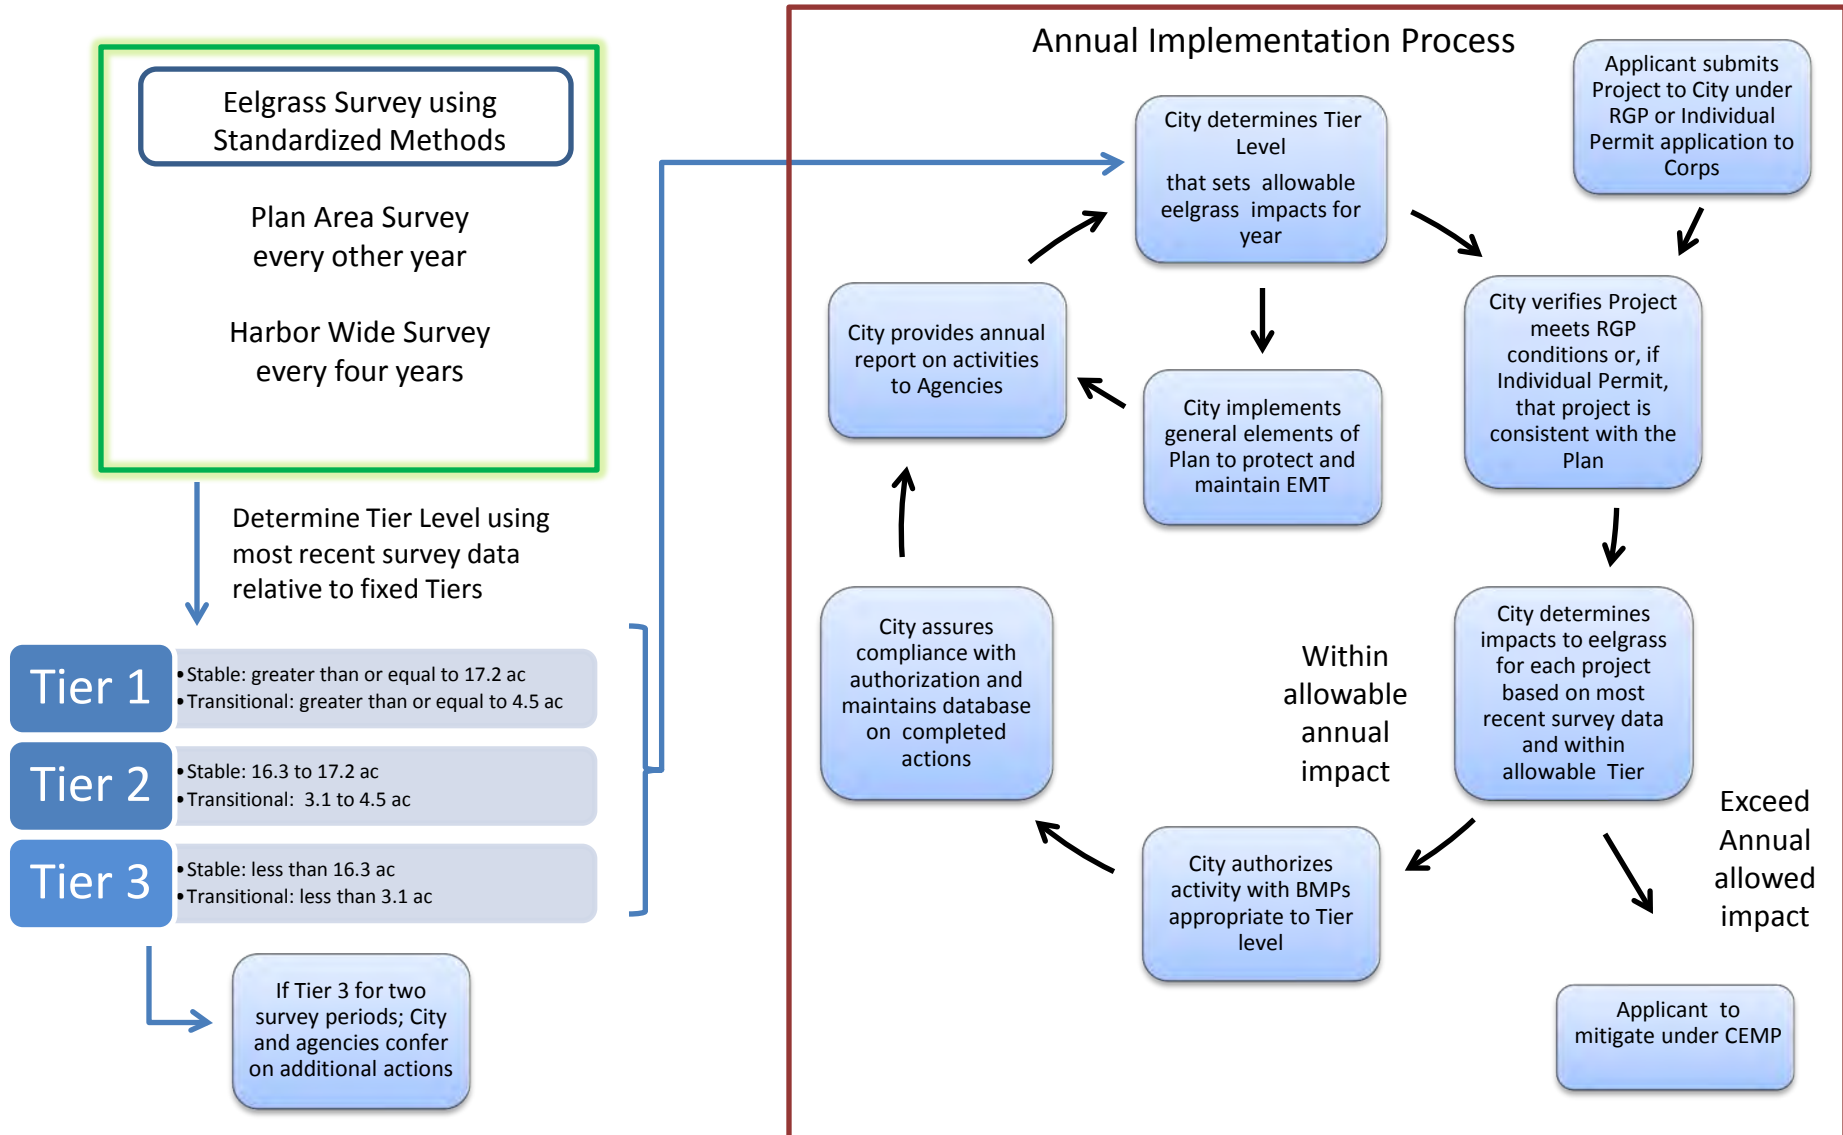 Eelgrass Survey using
Standardized Methods
Plan Area Survey
every other year
Harbor Wide Survey
every four years
Determine Tier Level using
most recent survey data
relative to fixed Tiers
Tier 1
•Stable: greater than or equal to 17.2 ac
•Transitional: greater than or equal to 4.5 ac
Tier 2
•Stable: 16.3 to 17.2 ac
•Transitional: 3.1 to 4.5 ac
Tier 3
•Stable: less than 16.3 ac
•Transitional: less than 3.1 ac
If Tier 3 for two
survey periods; City
and agencies confer
on additional actions
Annual Implementation Process
Applicant submits
Project to City under
RGP or Individual
Permit application to
Corps
City determines Tier
Level
that sets allowable
eelgrass impacts for
year
City verifies Project
meets RGP
conditions or, if
Individual Permit,
that project is
consistent with the
Plan
City provides annual
report on activities
to Agencies
City implements
general elements of
Plan to protect and
maintain EMT
City determines
impacts to eelgrass
for each project
based on most
recent survey data
and within
allowable Tier
Within
allowable
annual
impact
City assures
compliance with
authorization and
maintains database
on completed
actions
City authorizes
activity with BMPs
appropriate to Tier
level
Exceed
Annual
allowed
impact
Applicant to
mitigate under CEMP